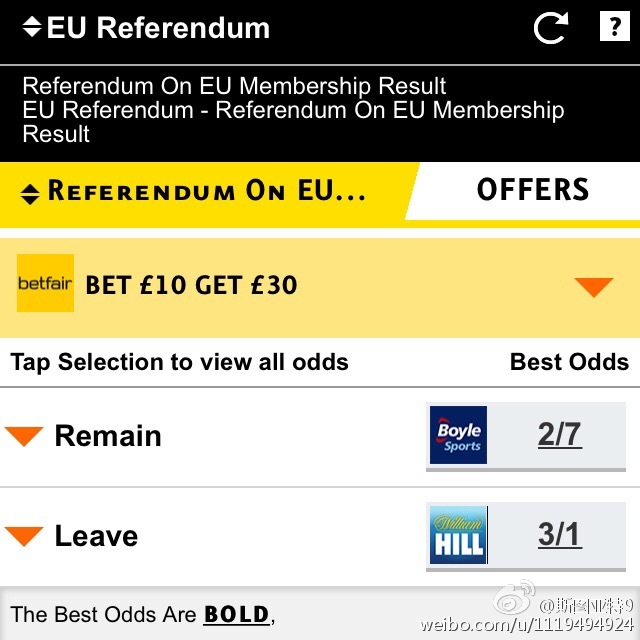 EU Referendum
?
Referendum On EU Membership Result
EU Referendum - Referendum On EU Membership
Result
REFERENDUM ON EU...
OFFERS
betfair
BET £10 GET £30
Tap Selection to view all odds
Best Odds
Remain
Boyle
Sports
2/7
Leave
William
HILL
3/1
The Best Odds Are BOLD,
weibo.com/u/1119494924